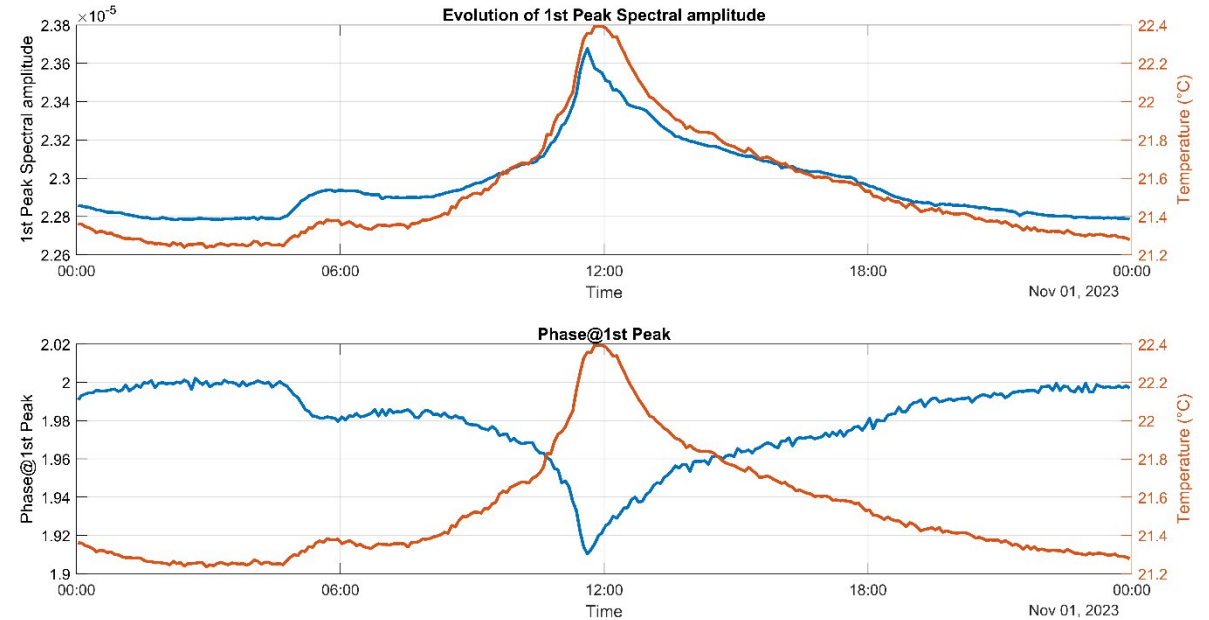 Evolution of 1st Peak Spectral amplitude
×10-5
1st Peak Spectral amplitude
2.38
2.36
2.34
2.32
2.3
2.28
2.26
22.4
22.2
22
21.8
21.6
21.4
21.2
Temperature (°C)
00:00 06:00 12:00 18:00 00:00
Time
Nov 01, 2023
Phase@1st Peak
Phase@1st Peak
2.02
2
1.98
1.96
1.94
1.92
1.9
22.4
22.2
22
21.8
21.6
21.4
21.2
Temperature (°C)
00:00 06:00 12:00 18:00 00:00
Time
Nov 01, 2023